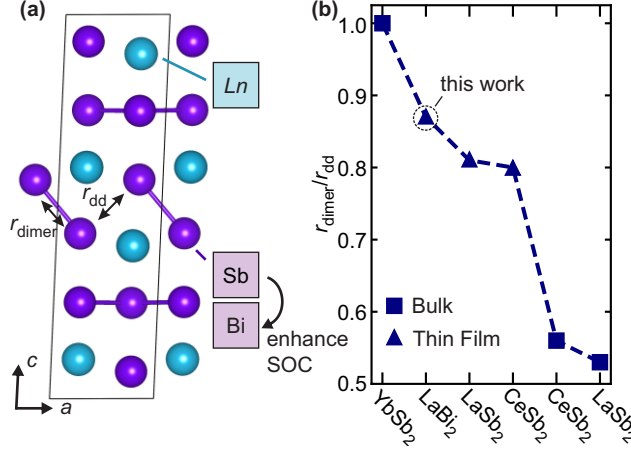 (a)
Ln
r_dd
r_dimer
Sb
Bi
enhance
SOC
c
a
(b)
1.0
0.9
0.8
0.7
0.6
0.5
r_dimer/r_dd
this work
Bulk
Thin Film
YbSb₂
LaBi₂
LaSb₂
CeSb₂
CeSb₂
LaSb₂